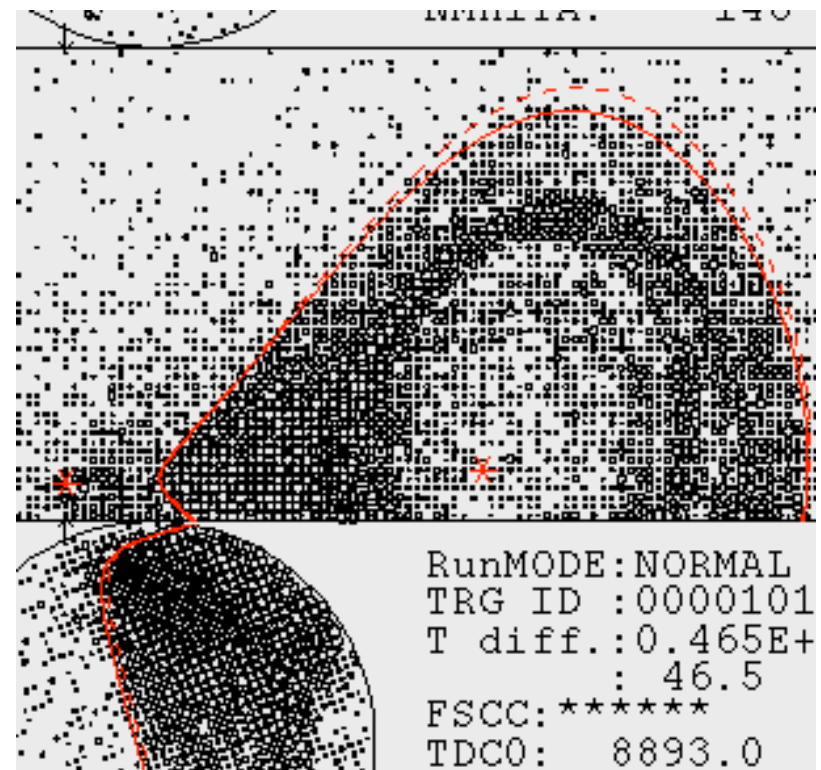 RunMODE:NORMAL
TRG ID :0000101
T diff.:0.465E+
: 46.5
FSCC:******
TDC0: 8893.0